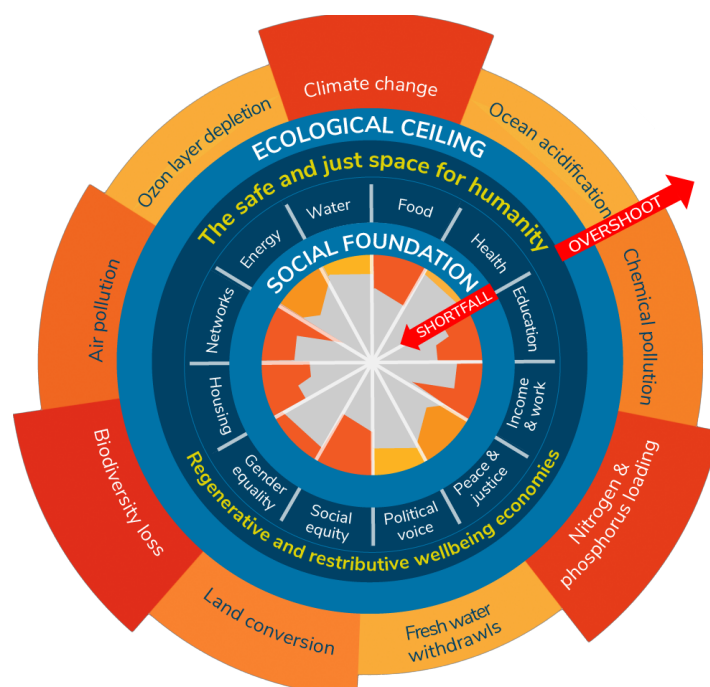 Climate change
Ocean acidification
Chemical pollution
Nitrogen &
phosphorus loading
Fresh water
withdrawls
Land conversion
Biodiversity loss
Air pollution
Ozon layer depletion
OVERSHOOT
ECOLOGICAL CEILING
The safe and just space for humanity
Water
Food
Health
Education
Income
& work
Peace &
justice
Political
voice
Social
equity
Gender
equality
Housing
Networks
Energy
SOCIAL FOUNDATION
SHORTFALL
Regenerative and restributive wellbeing economies